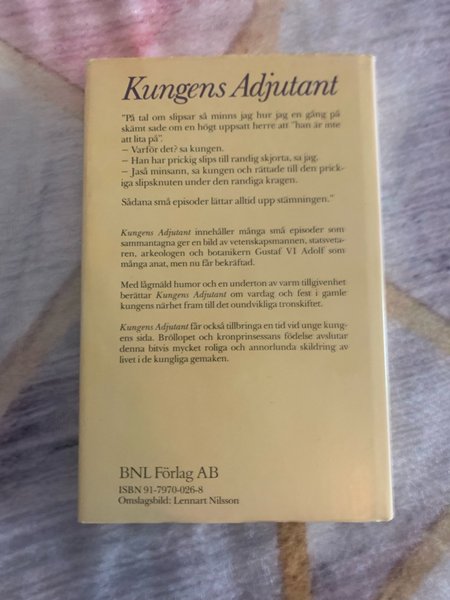 Kungens Adjutant
"På tal om slipsar så minns jag hur jag en gång på
skämt sade om en högt uppsatt herre att "han är inte
att lita på".
– Varför det? sa kungen.
– Han har prickig slips till randig skjorta, sa jag.
– Jaså minsann, sa kungen och rättade till den prick-
iga slipsknuten under den randiga kragen.
Sådana små episoder lättar alltid upp stämningen."
Kungens Adjutant innehåller många små episoder som
sammantagna ger en bild av vetenskapsmannen, statsveta-
ren, arkeologen och botanikern Gustaf VI Adolf som
många anat, men nu får bekräftad.
Med lågmäld humor och en underton av varm tillgivenhet
berättar Kungens Adjutant om vardag och fest i gamle
kungens närhet fram till det oundvikliga tronskiftet.
Kungens Adjutant får också tillbringa en tid vid unge kung-
ens sida. Bröllopet och kronprinsessans födelse avslutar
denna bitvis mycket roliga och annorlunda skildring av
livet i de kungliga gemaken.
BNL Förlag AB
ISBN 91-7970-026-8
Omslagsbild: Lennart Nilsson